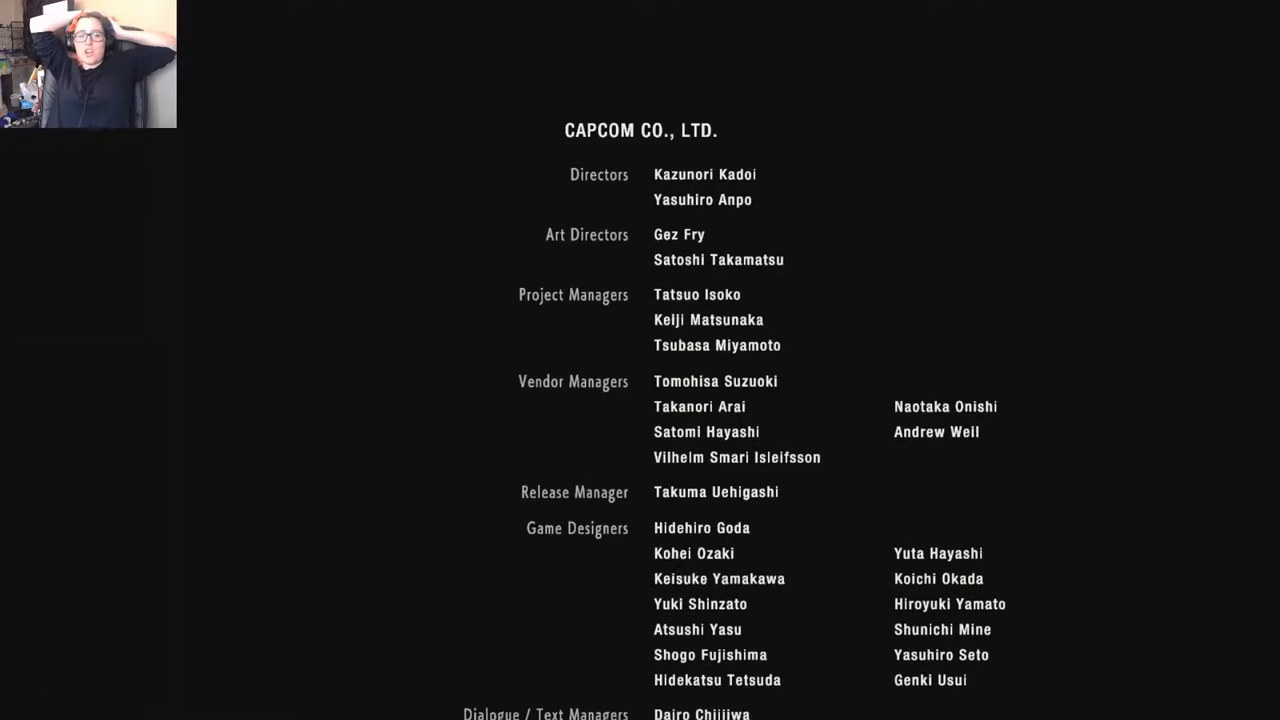 CAPCOM CO., LTD.
Directors Kazunori Kadoi
Yasuhiro Anpo
Art Directors Gez Fry
Satoshi Takamatsu
Project Managers Tatsuo Isoko
Keiji Matsunaka
Tsubasa Miyamoto
Vendor Managers Tomohisa Suzuoki
Takanori Arai Naotaka Onishi
Satomi Hayashi Andrew Weil
Vilhelm Smari Isleifsson
Release Manager Takuma Uehigashi
Game Designers Hidehiro Goda
Kohei Ozaki Yuta Hayashi
Keisuke Yamakawa Koichi Okada
Yuki Shinzato Hiroyuki Yamato
Atsushi Yasu Shunichi Mine
Shogo Fujishima Yasuhiro Seto
Hidekatsu Tetsuda Genki Usui
Dialogue / Text Managers Dairo Chijiiwa